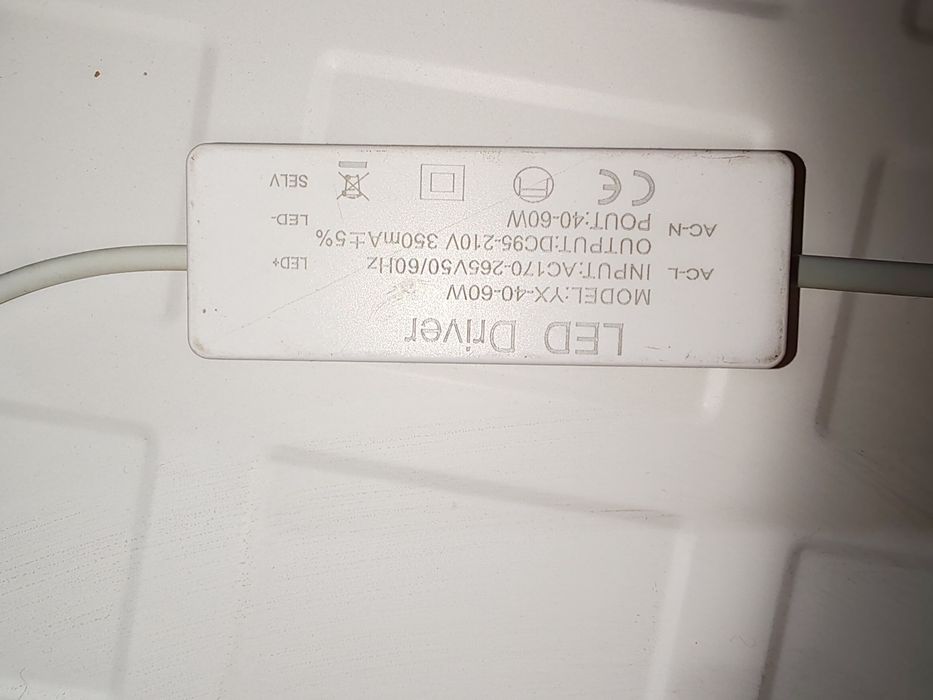 LED Driver
MODEL:YX-40-60W
AC-L INPUT:AC170-265V50/60Hz LED+
OUTPUT:DC95-210V 350mA±5%
AC-N POUT:40-60W LED-
CE SELV